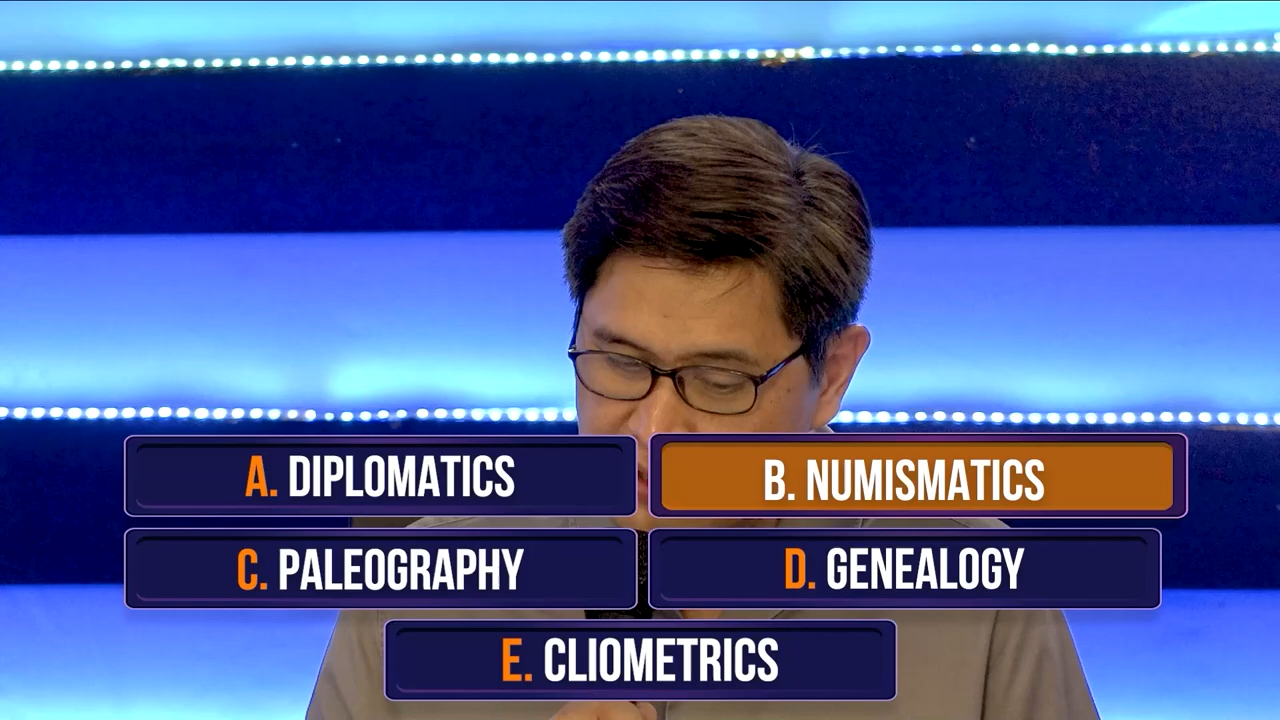 A. DIPLOMATICS
B. NUMISMATICS
C. PALEOGRAPHY
D. GENEALOGY
E. CLIOMETRICS